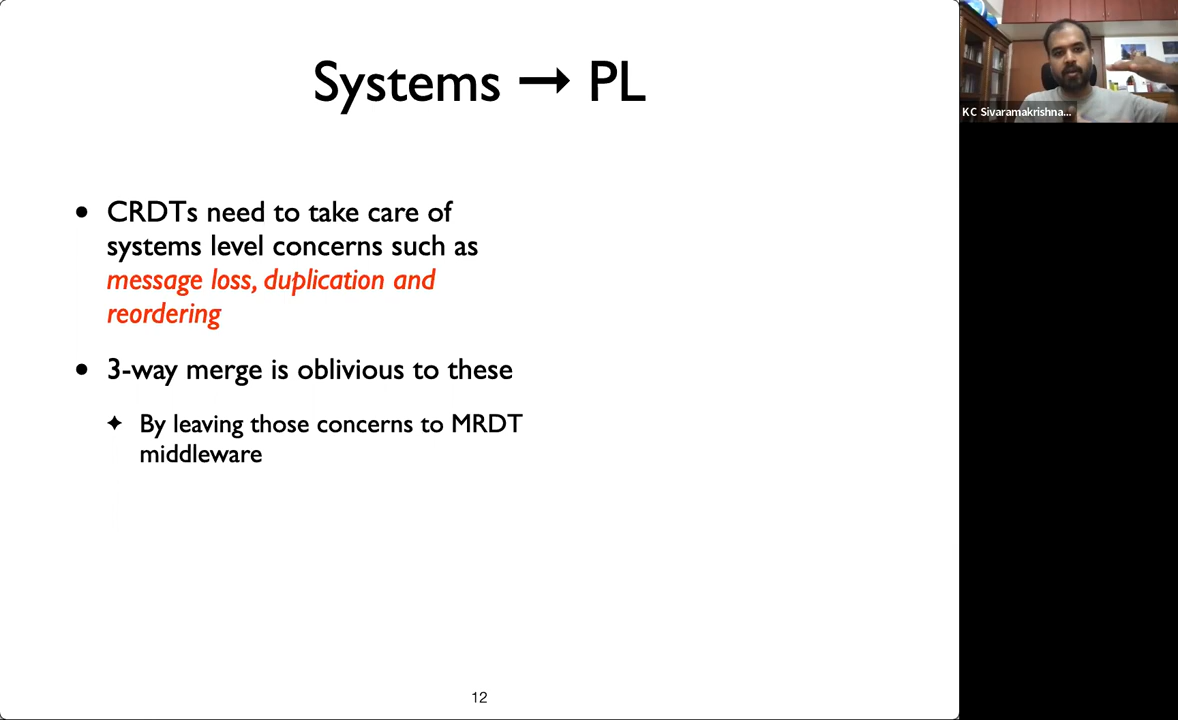 Systems → PL
KC Sivaramakrishna...
• CRDTs need to take care of
systems level concerns such as
message loss, duplication and
reordering
• 3-way merge is oblivious to these
✦ By leaving those concerns to MRDT
middleware
12